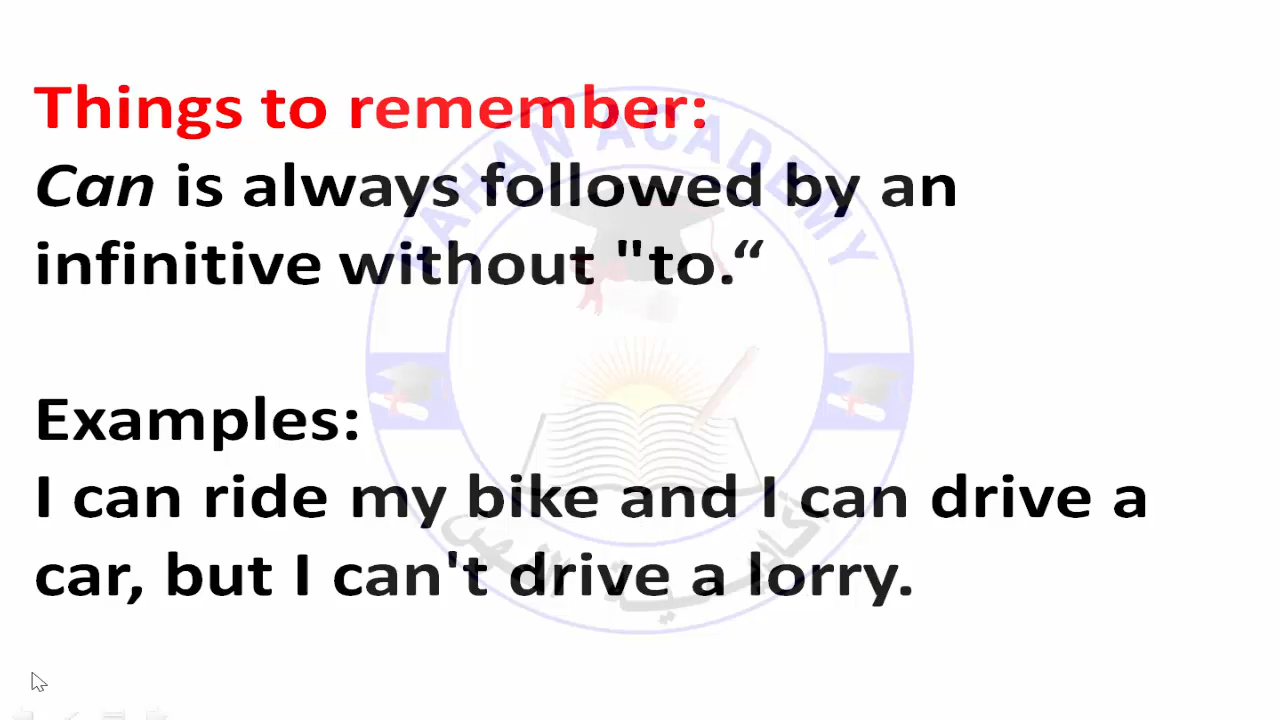 Things to remember:
Can is always followed by an
infinitive without "to.“
Examples:
I can ride my bike and I can drive a
car, but I can't drive a lorry.